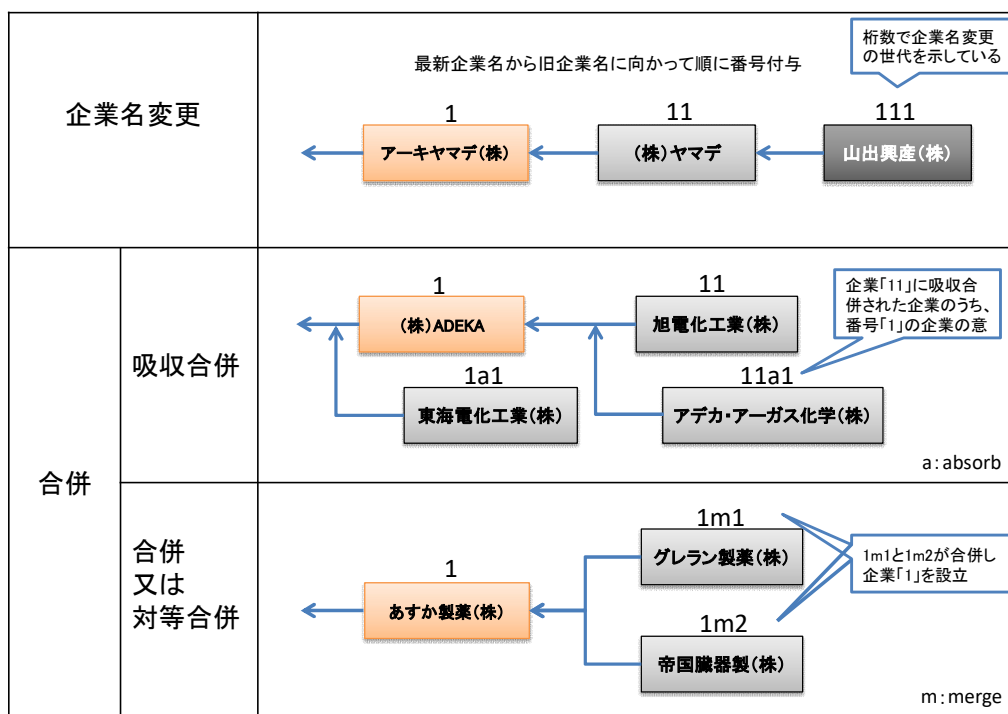 桁数で企業名変更
の世代を示している
最新企業名から旧企業名に向かって順に番号付与
企業名変更
1
11
111
アーキヤマデ(株)
(株)ヤマデ
山出興産(株)
合併
吸収合併
1
11
企業「11」に吸収合
併された企業のうち、
番号「1」の企業の意
(株)ADEKA
旭電化工業(株)
1a1
11a1
東海電化工業(株)
アデカ・アーガス化学(株)
a:absorb
合併
又は
対等合併
1m1
グレラン製薬(株)
1m1と1m2が合併し
企業「1」を設立
1
あすか製薬(株)
1m2
帝国臓器製(株)
m:merge